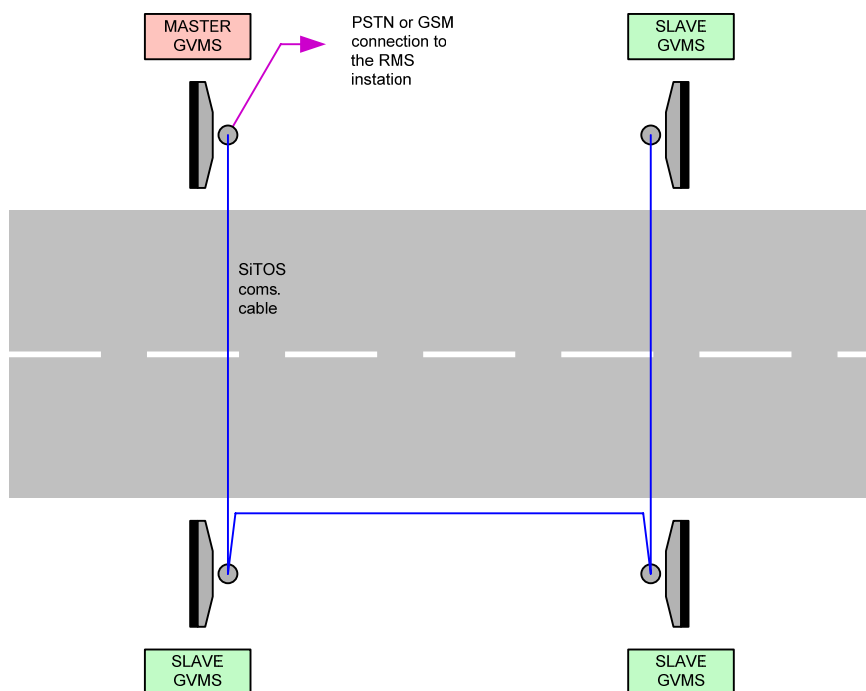 MASTER
GVMS
PSTN or GSM
connection to
the RMS
instation
SLAVE
GVMS
SiTOS
coms.
cable
SLAVE
GVMS
SLAVE
GVMS